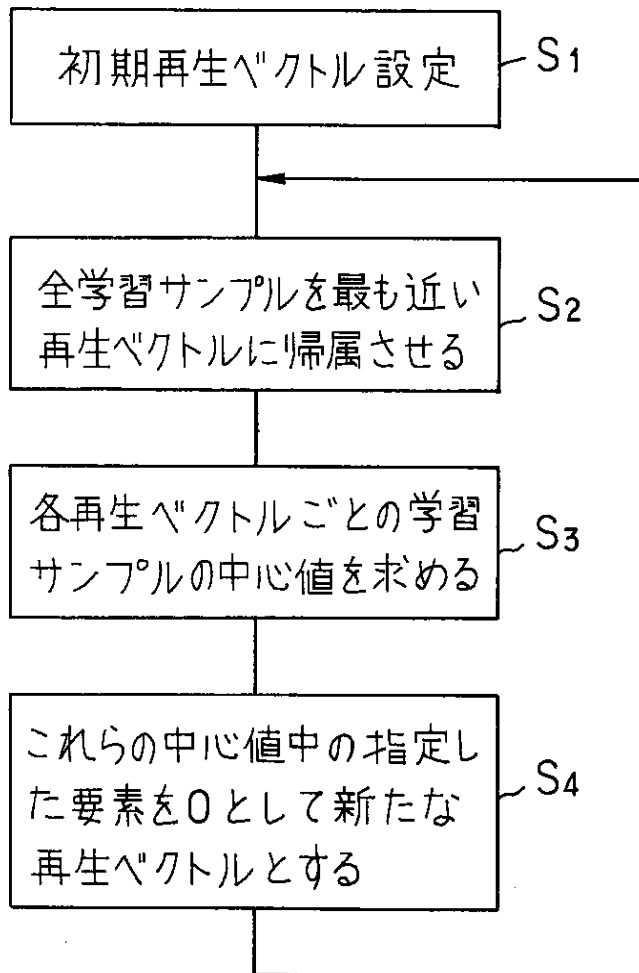 初期再生ベクトル設定
S1
全学習サンプルを最も近い
再生ベクトルに帰属させる
S2
各再生ベクトルごとの学習
サンプルの中心値を求める
S3
これらの中心値中の指定し
た要素を0として新たな
再生ベクトルとする
S4